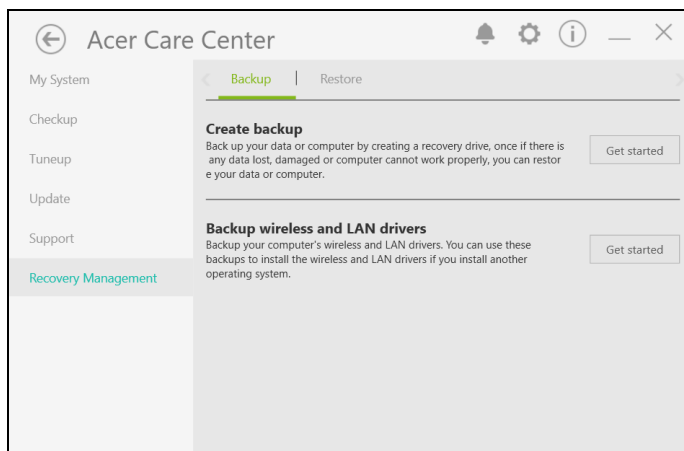 Acer Care Center
My System
Checkup
Tuneup
Update
Support
Recovery Management
Backup | Restore
Create backup
Back up your data or computer by creating a recovery drive, once if there is
any data lost, damaged or computer cannot work properly, you can restor
e your data or computer.
Get started
Backup wireless and LAN drivers
Backup your computer's wireless and LAN drivers. You can use these
backups to install the wireless and LAN drivers if you install another
operating system.
Get started